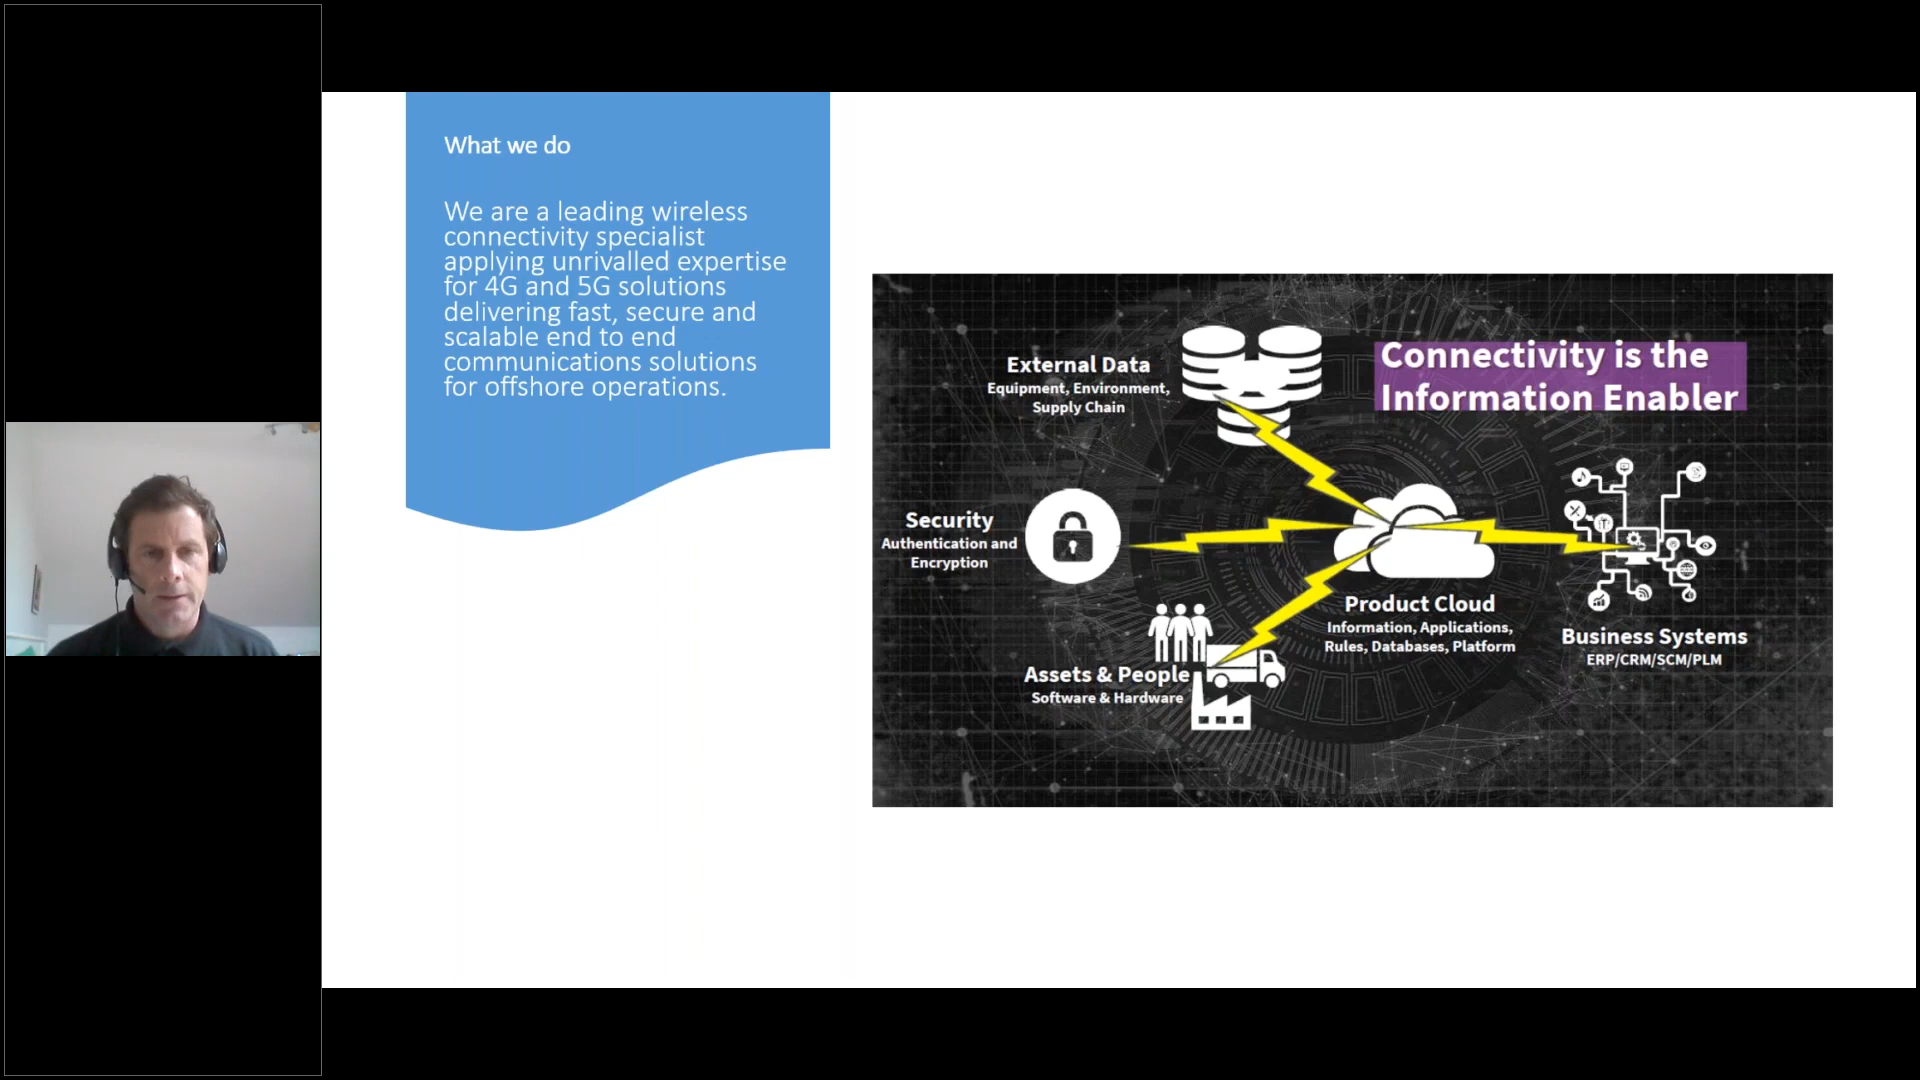 What we do
We are a leading wireless
connectivity specialist
applying unrivalled expertise
for 4G and 5G solutions
delivering fast, secure and
scalable end to end
communications solutions
for offshore operations.
Connectivity is the
Information Enabler
External Data
Equipment, Environment,
Supply Chain
Security
Authentication and
Encryption
Product Cloud
Information, Applications,
Rules, Databases, Platform
Business Systems
ERP/CRM/SCM/PLM
Assets & People
Software & Hardware